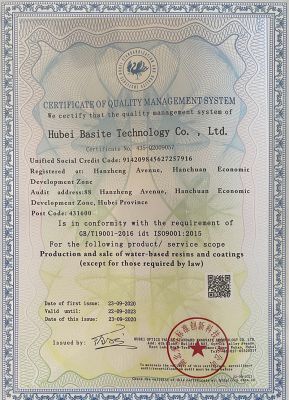 CERTIFICATE OF QUALITY MANAGEMENT SYSTEM
We certify that the quality management system of
Hubei Basite Technology Co. , Ltd.
Certificate No.
Unified Social Credit Code: 914209845627257916
Registered at: Hanzheng Avenue, Hanchuan Economic
Development Zone
Audit address:88 Hanzheng Avenue, Hanchuan Economic
Development Zone, Hubei Province
Post Code: 431600
Is in conformity with the requirement of
GB/T19001-2016 idt ISO9001:2015
For the following product/ service scope
Production and sale of water-based resins and coatings
(except for those required by law)
Date of first issue: 23-09-2020
Valid until: 22-09-2023
Date of issue: 23-09-2020
Issued by: